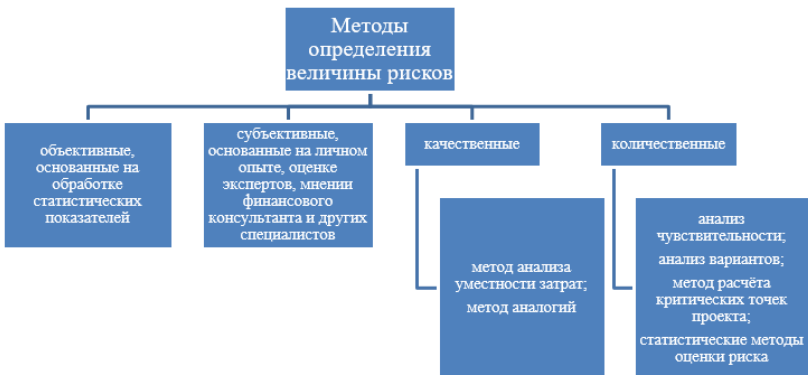 Методы
определения
величины рисков
объективные,
основанные на
обработке
статистических
показателей
субъективные,
основанные на личном
опыте, оценке
экспертов, мнении
финансового
консультанта и других
специалистов
качественные
количественные
метод анализа
уместности затрат;
метод аналогий
анализ
чувствительности;
анализ вариантов;
метод расчёта
критических точек
проекта;
статистические методы
оценки риска